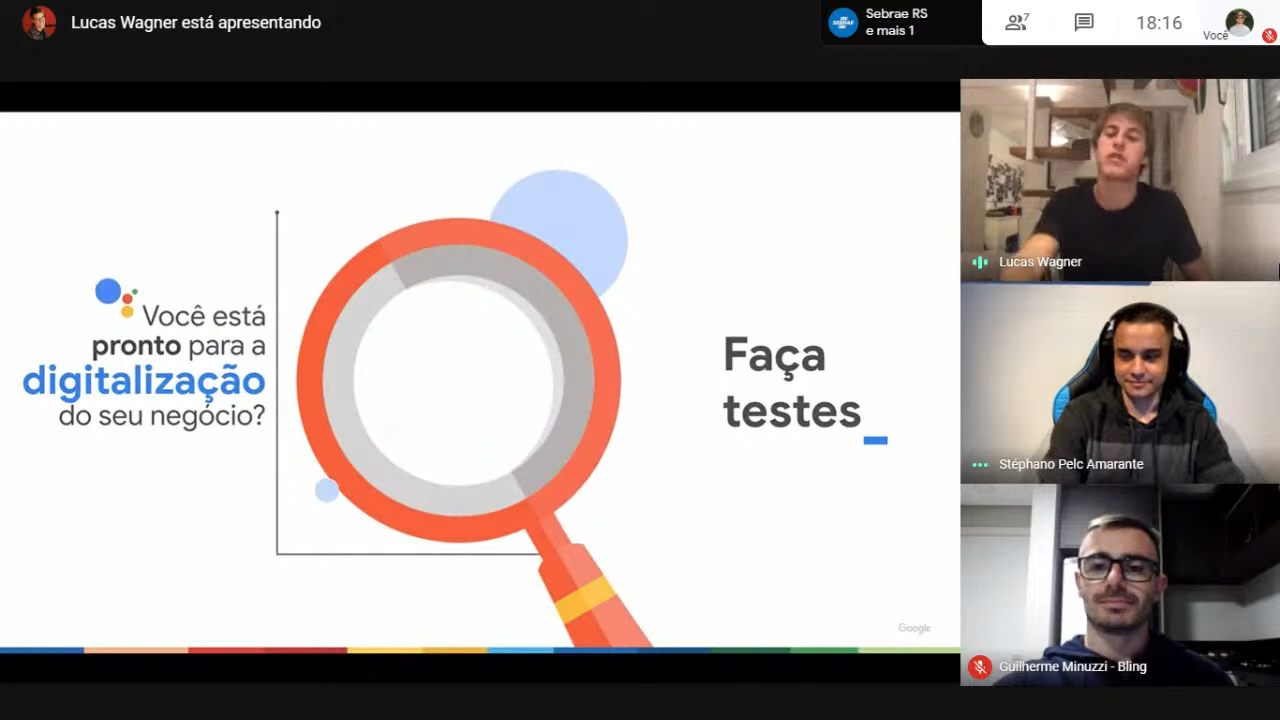 Lucas Wagner está apresentando
Sebrae RS
e mais 1
7
18:16
Você
Você está
pronto para a
digitalização
do seu negócio?
Faça
testes_
Google
Lucas Wagner
Stéphano Pelc Amarante
Guilherme Minuzzi - Bling